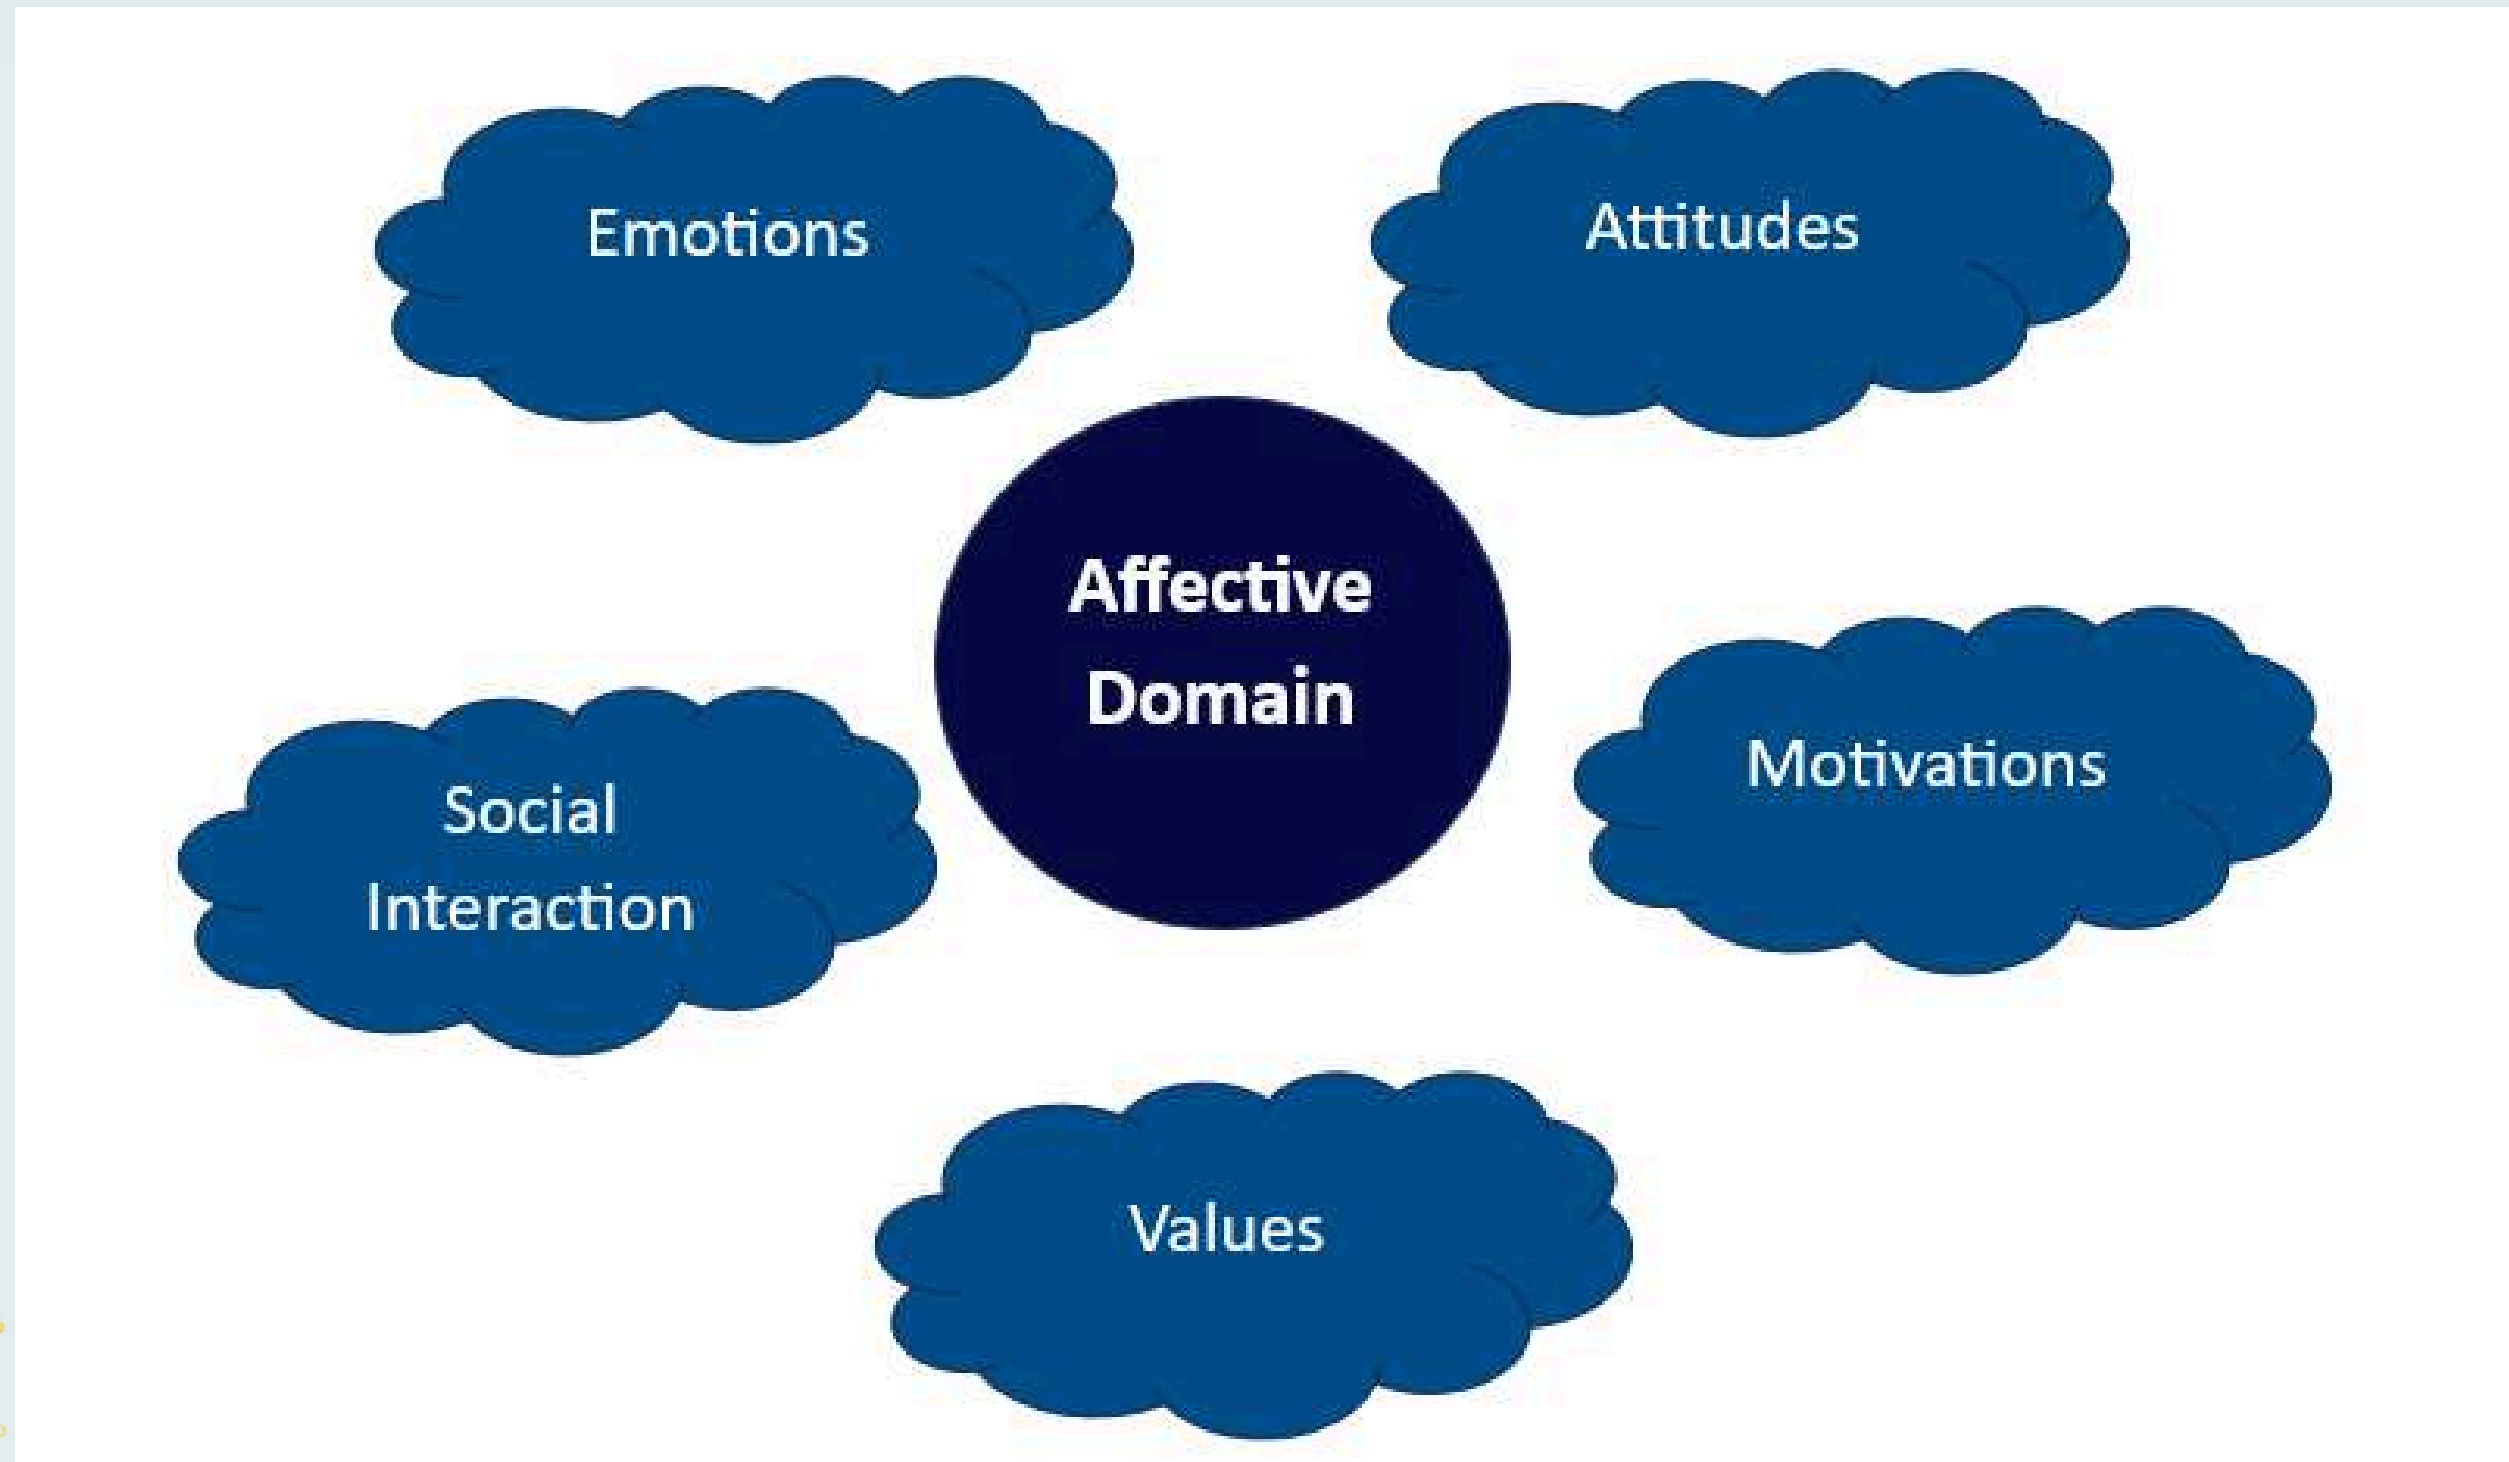 Emotions
Attitudes
Affective
Domain
Motivations
Social
Interaction
Values